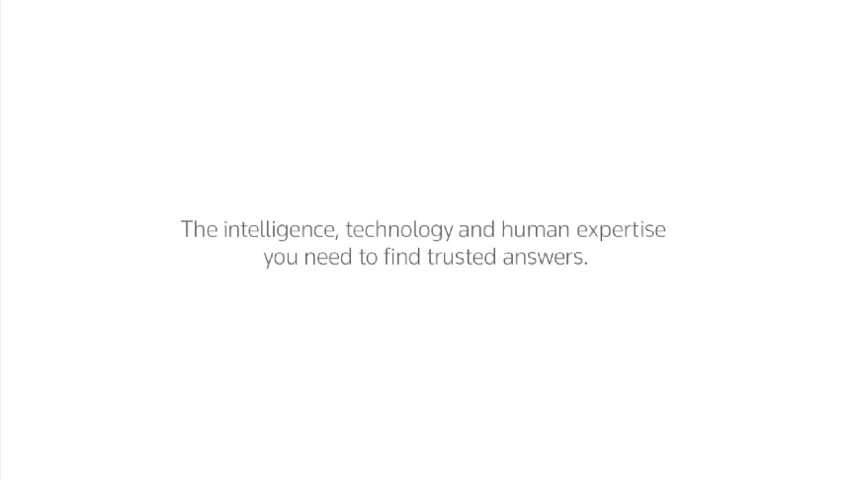 The intelligence, technology and human expertise
you need to find trusted answers.